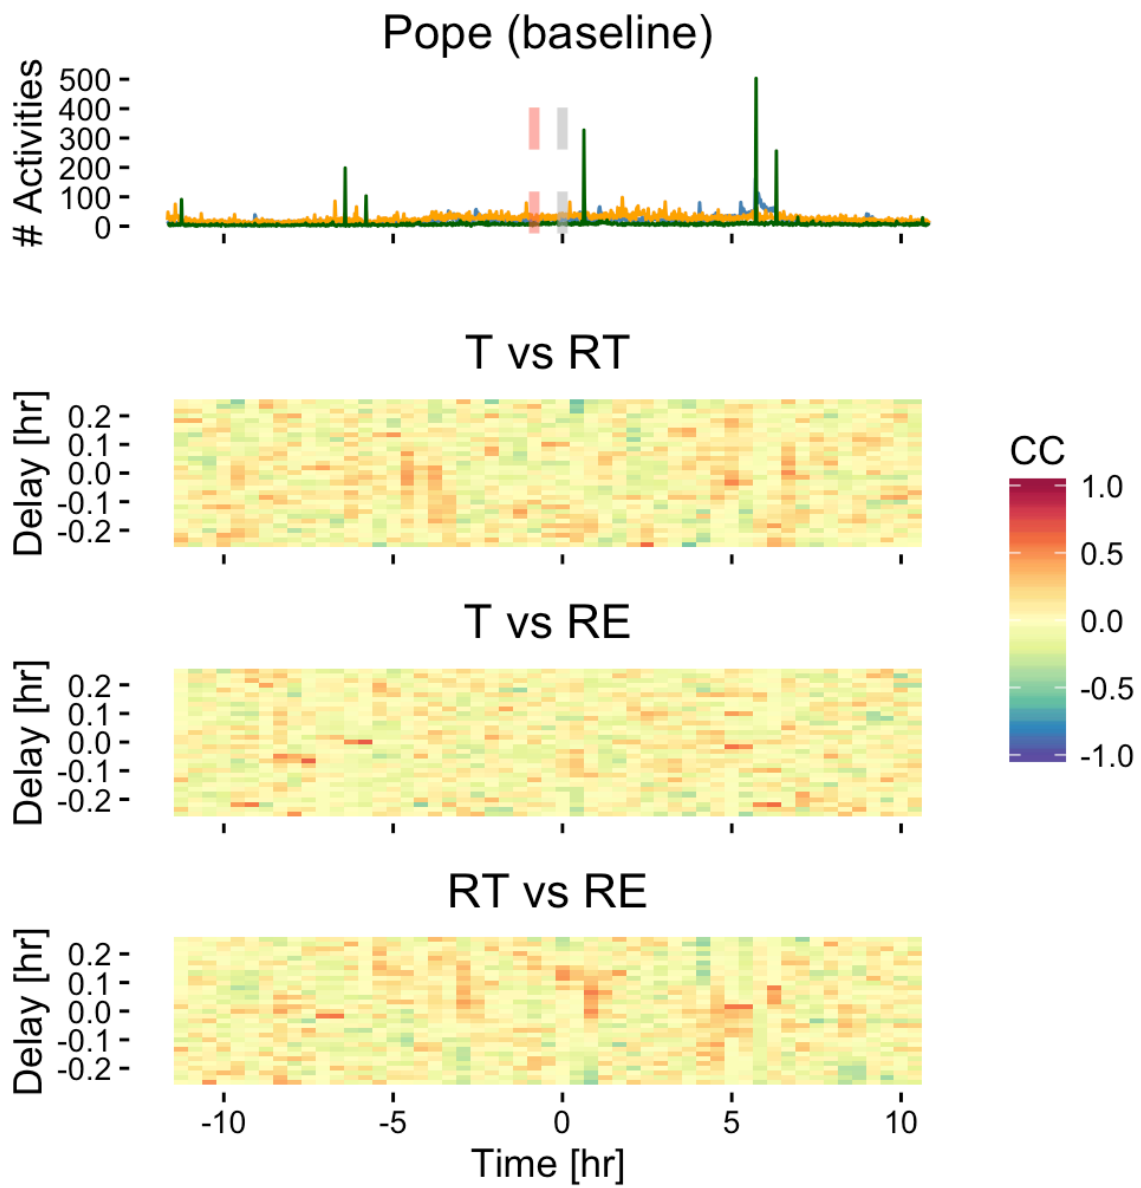 Pope (baseline)
# Activities
500
400
300
200
100
0
T vs RT
Delay [hr]
0.2
0.1
0.0
-0.1
-0.2
T vs RE
Delay [hr]
0.2
0.1
0.0
-0.1
-0.2
RT vs RE
Delay [hr]
0.2
0.1
0.0
-0.1
-0.2
-10 -5 0 5 10
Time [hr]
CC
1.0
0.5
0.0
-0.5
-1.0